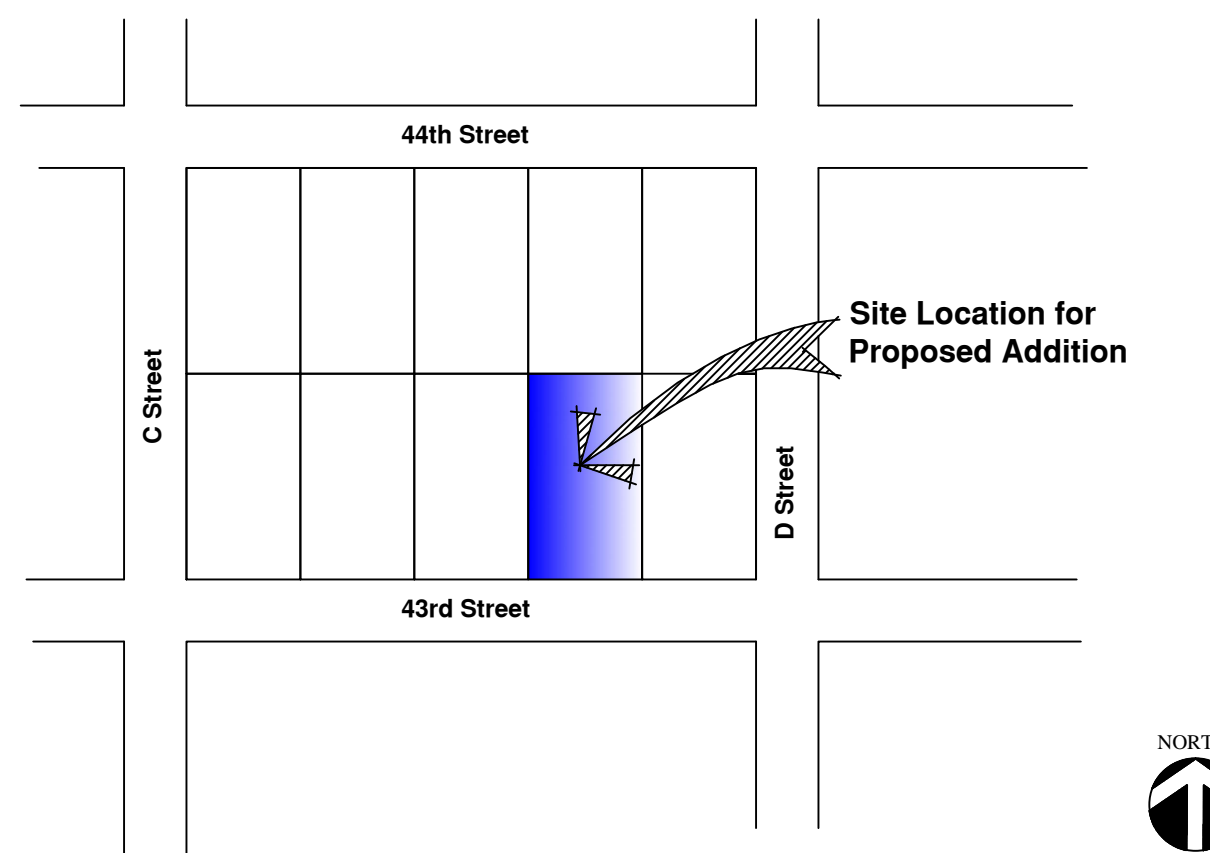 44th Street
Site Location for
Proposed Addition
C Street
D Street
43rd Street
NORT